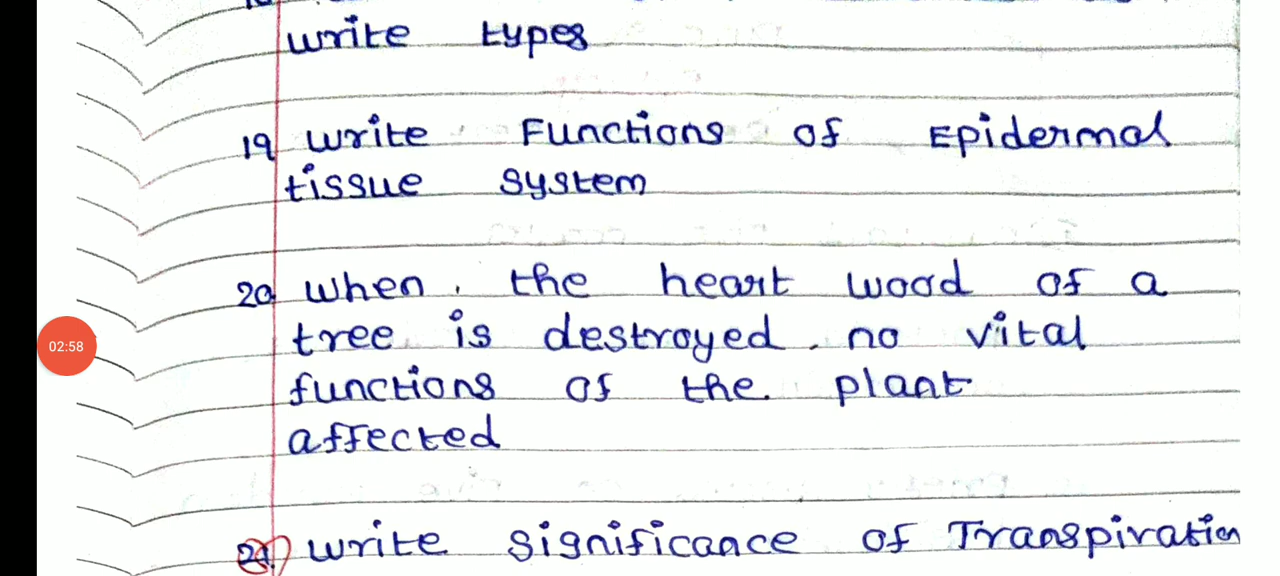 write types
19 write Functions of Epidermal
tissue system
20 when the heart wood of a
tree is destroyed. no vital
functions of the plant
affected
02:58
21 write significance of Transpiration